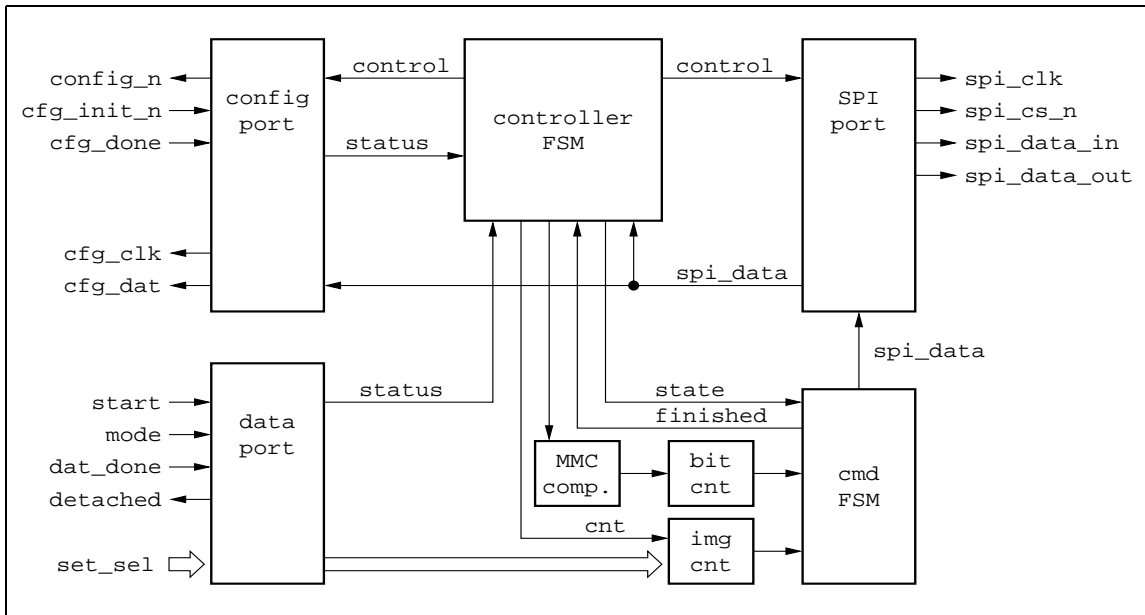 config_n
cfg_init_n
cfg_done
cfg_clk
cfg_dat
config
port
control
status
controller
FSM
control
SPI
port
spi_clk
spi_cs_n
spi_data_in
spi_data_out
spi_data
spi_data
start
mode
dat_done
detached
set_sel
data
port
status
state
finished
MMC
comp.
bit
cnt
cnt
img
cnt
cmd
FSM